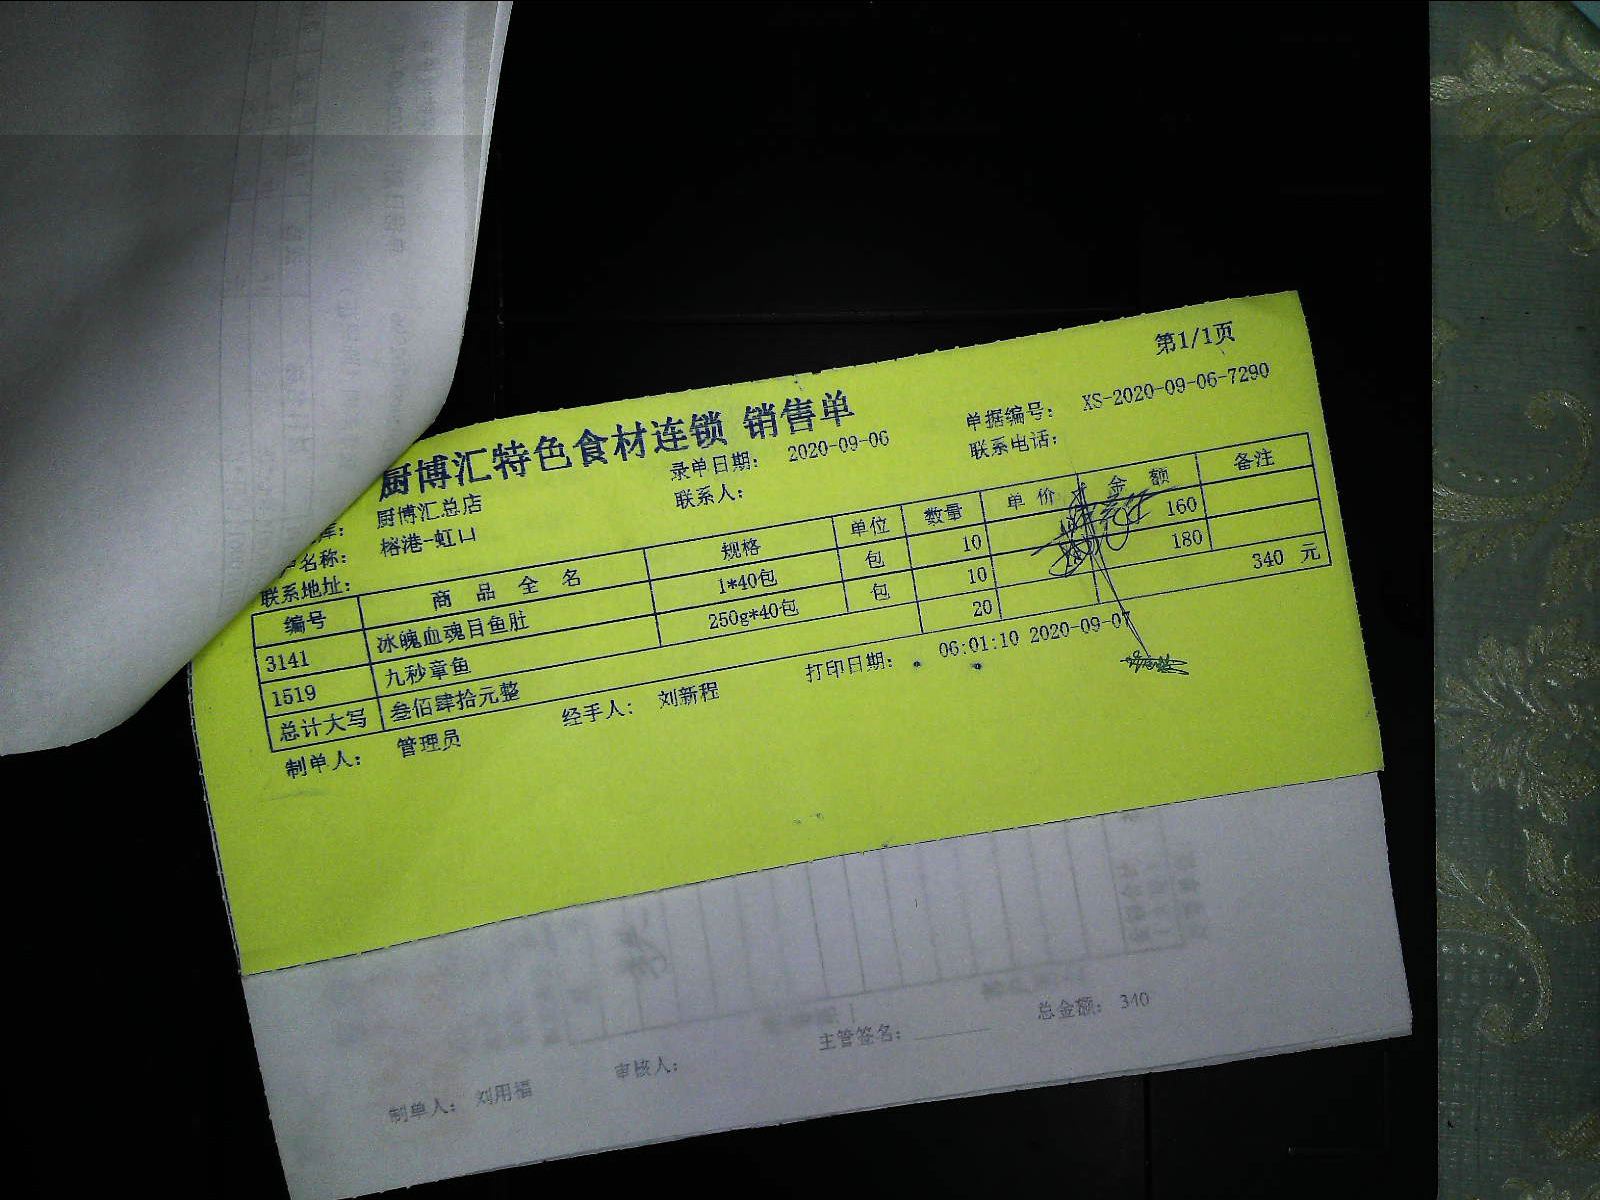 第1/1页
厨博汇特色食材连锁 销售单
库: 厨博汇总店 录单日期: 2020-09-06 单据编号: XS-2020-09-06-7290
户名称: 榕港-虹口 联系人: 联系电话:
联系地址:
编号 商 品 全 名 规格 单位 数量 单 价 金 额 备注
3141 冰魄血魂目鱼肚 1*40包 包 10 160
1519 九秒章鱼 250g*40包 包 10 180
总计大写 叁佰肆拾元整 20 340 元
制单人: 管理员 经手人: 刘新程 打印日期: 06:01:10 2020-09-07
制单人: 刘用福 审核人: 主管签名: 总金额: 340